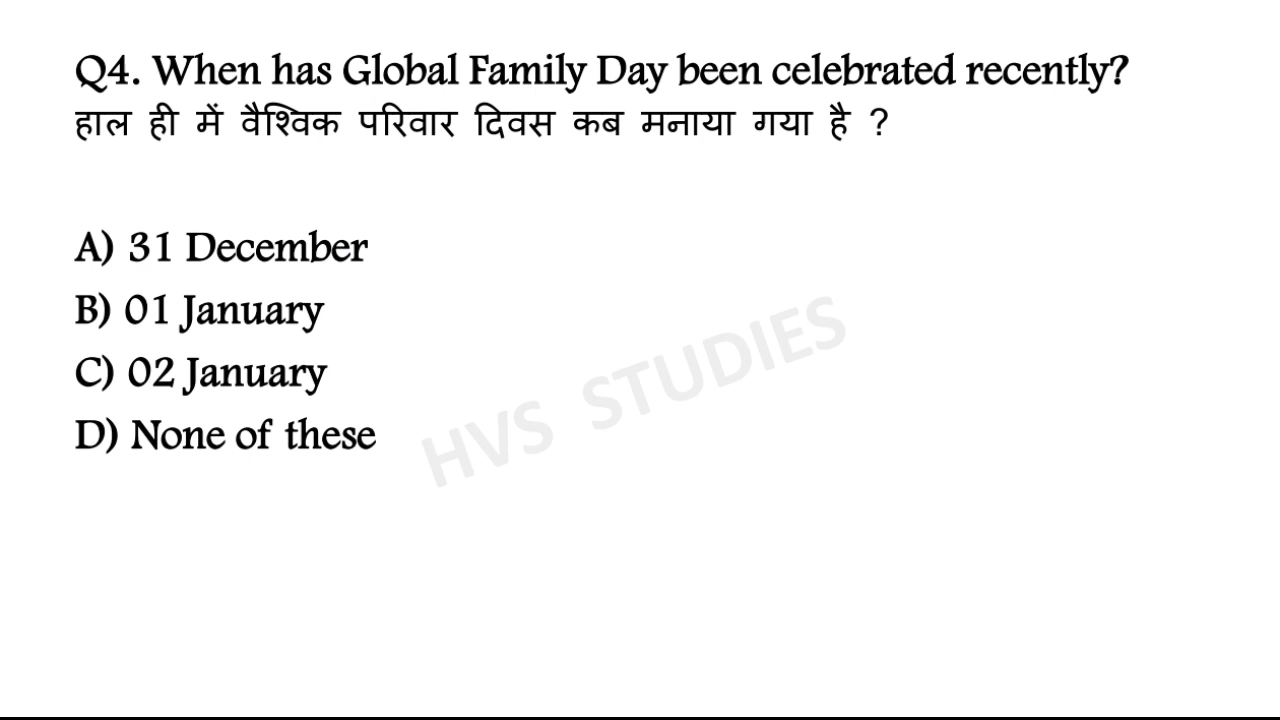 Q4. When has Global Family Day been celebrated recently?
हाल ही में वैश्विक परिवार दिवस कब मनाया गया है ?
A) 31 December
B) 01 January
C) 02 January
D) None of these
HVS STUDIES